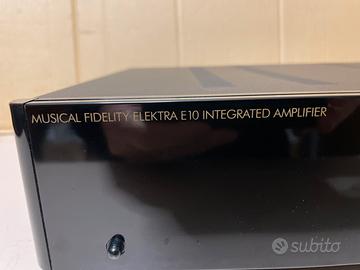 MUSICAL FIDELITY ELEKTRA E10 INTEGRATED AMPLIFIER
subito